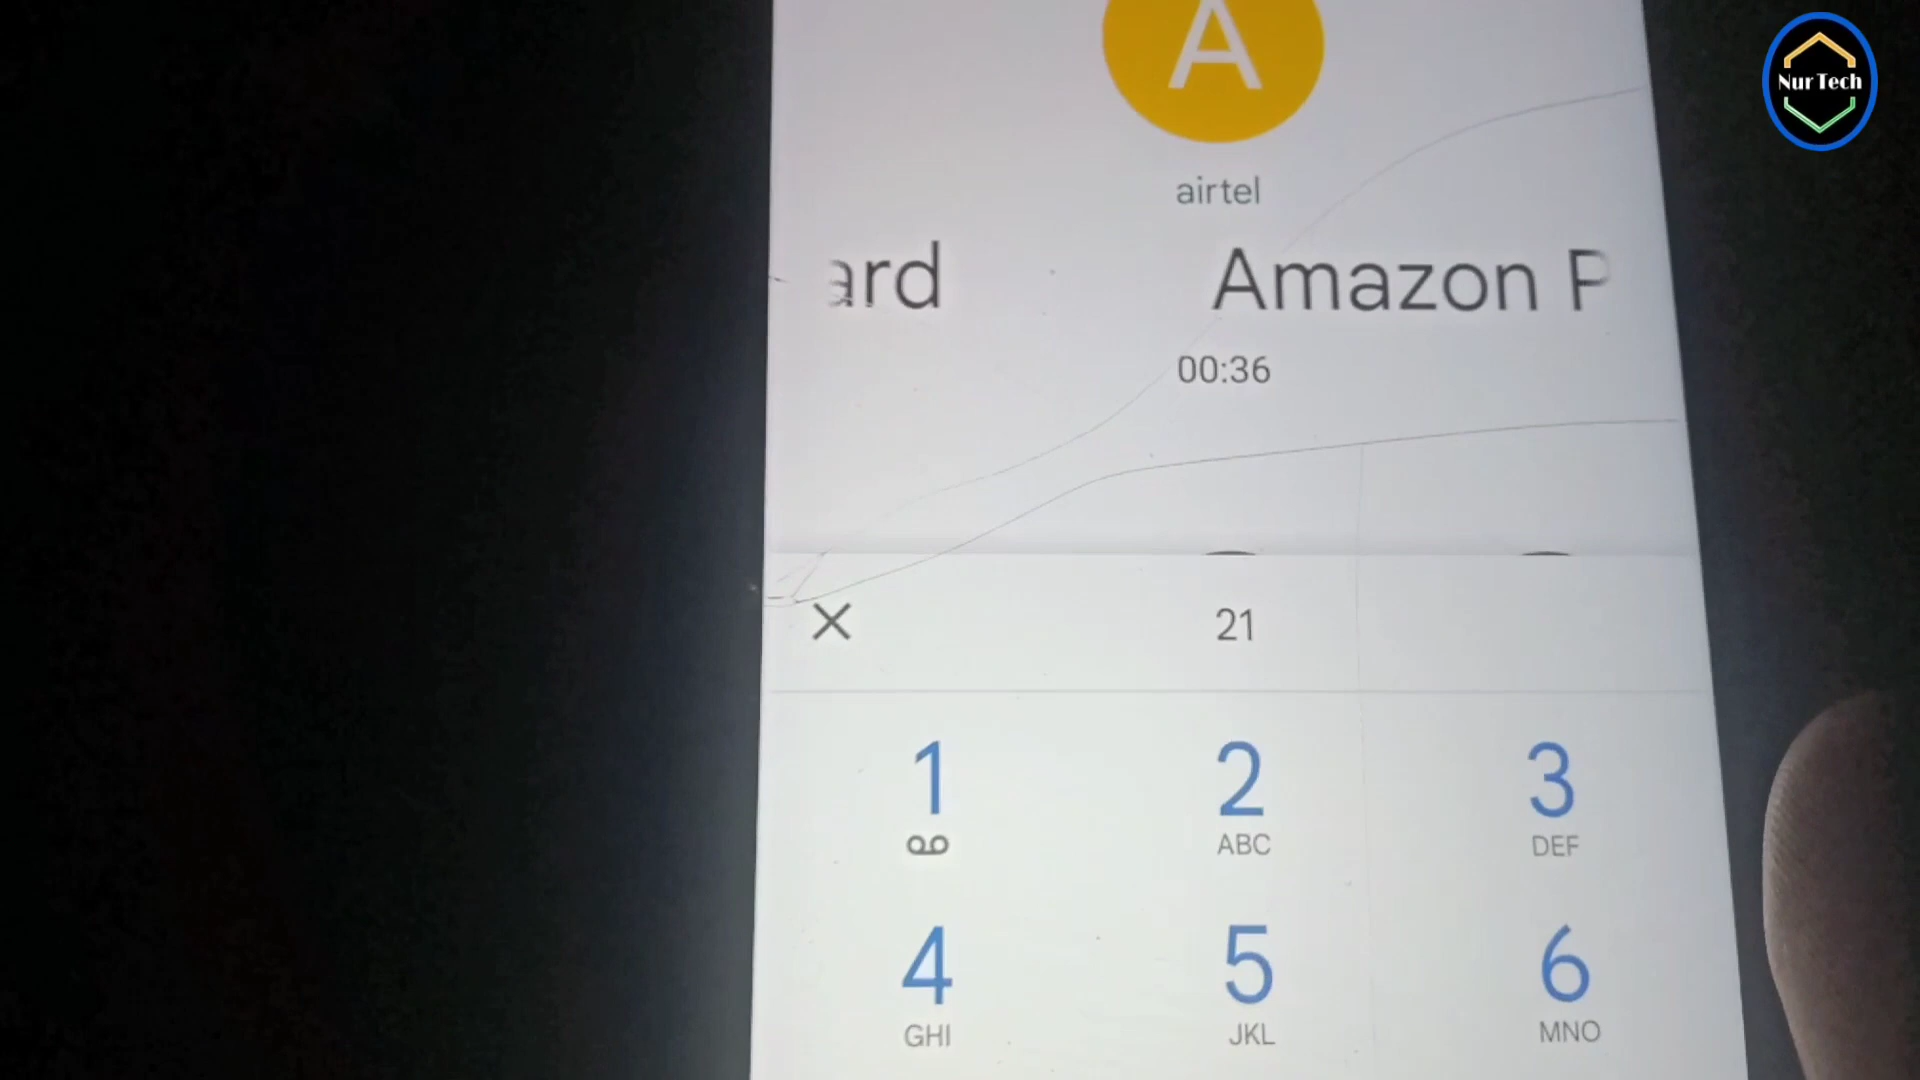 A
Nur Tech
airtel
ard Amazon P
00:36
21
1 2 3
ABC DEF
4 5 6
GHI JKL MNO